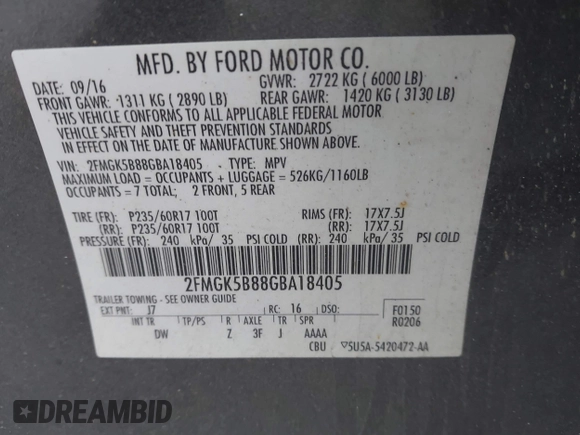 MFD. BY FORD MOTOR CO.
DATE: 09/16 GVWR: 2722 KG ( 6000 LB)
FRONT GAWR: 1311 KG ( 2890 LB) REAR GAWR: 1420 KG ( 3130 LB)
THIS VEHICLE CONFORMS TO ALL APPLICABLE FEDERAL MOTOR
VEHICLE SAFETY AND THEFT PREVENTION STANDARDS
IN EFFECT ON THE DATE OF MANUFACTURE SHOWN ABOVE.
VIN: 2FMGK5B88GBA18405 TYPE: MPV
MAXIMUM LOAD = OCCUPANTS + LUGGAGE = 526KG/1160LB
OCCUPANTS = 7 TOTAL; 2 FRONT, 5 REAR
TIRE (FR): P235/60R17 100T RIMS (FR): 17X7.5J
(RR): P235/60R17 100T (RR): 17X7.5J
PRESSURE (FR): 240 kPa/ 35 PSI COLD (RR): 240 kPa/ 35 PSI COLD
2FMGK5B88GBA18405
TRAILER TOWING - SEE OWNER GUIDE
EXT PNT: J7 RC: 16 DSO: F0150
R0206
INT TR TP/PS R AXLE TR SPR
DW Z 3F J AAAA
CBU ▽5U5A-5420472-AA
DREAMBID